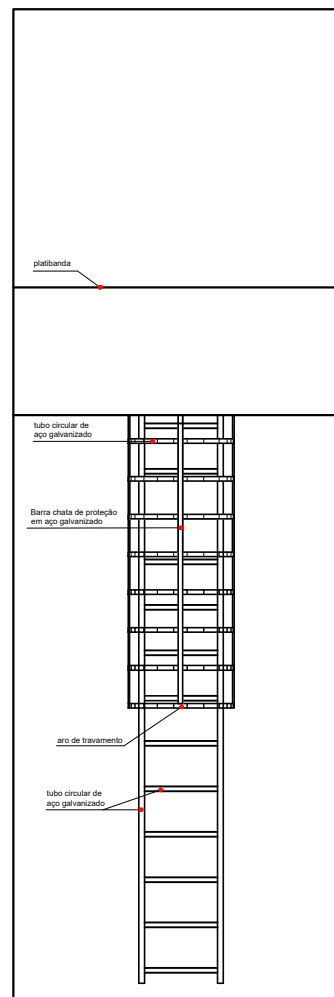 platibanda
tubo circular de
aço galvanizado
Barra chata de proteção
em aço galvanizado
aro de travamento
tubo circular de
aço galvanizado